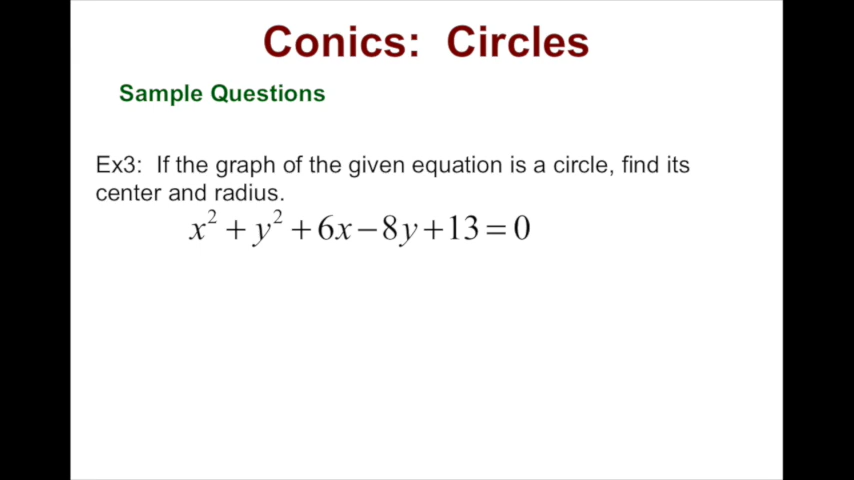 Conics: Circles
Sample Questions
Ex3: If the graph of the given equation is a circle, find its
center and radius.
x² + y² + 6x − 8y + 13 = 0